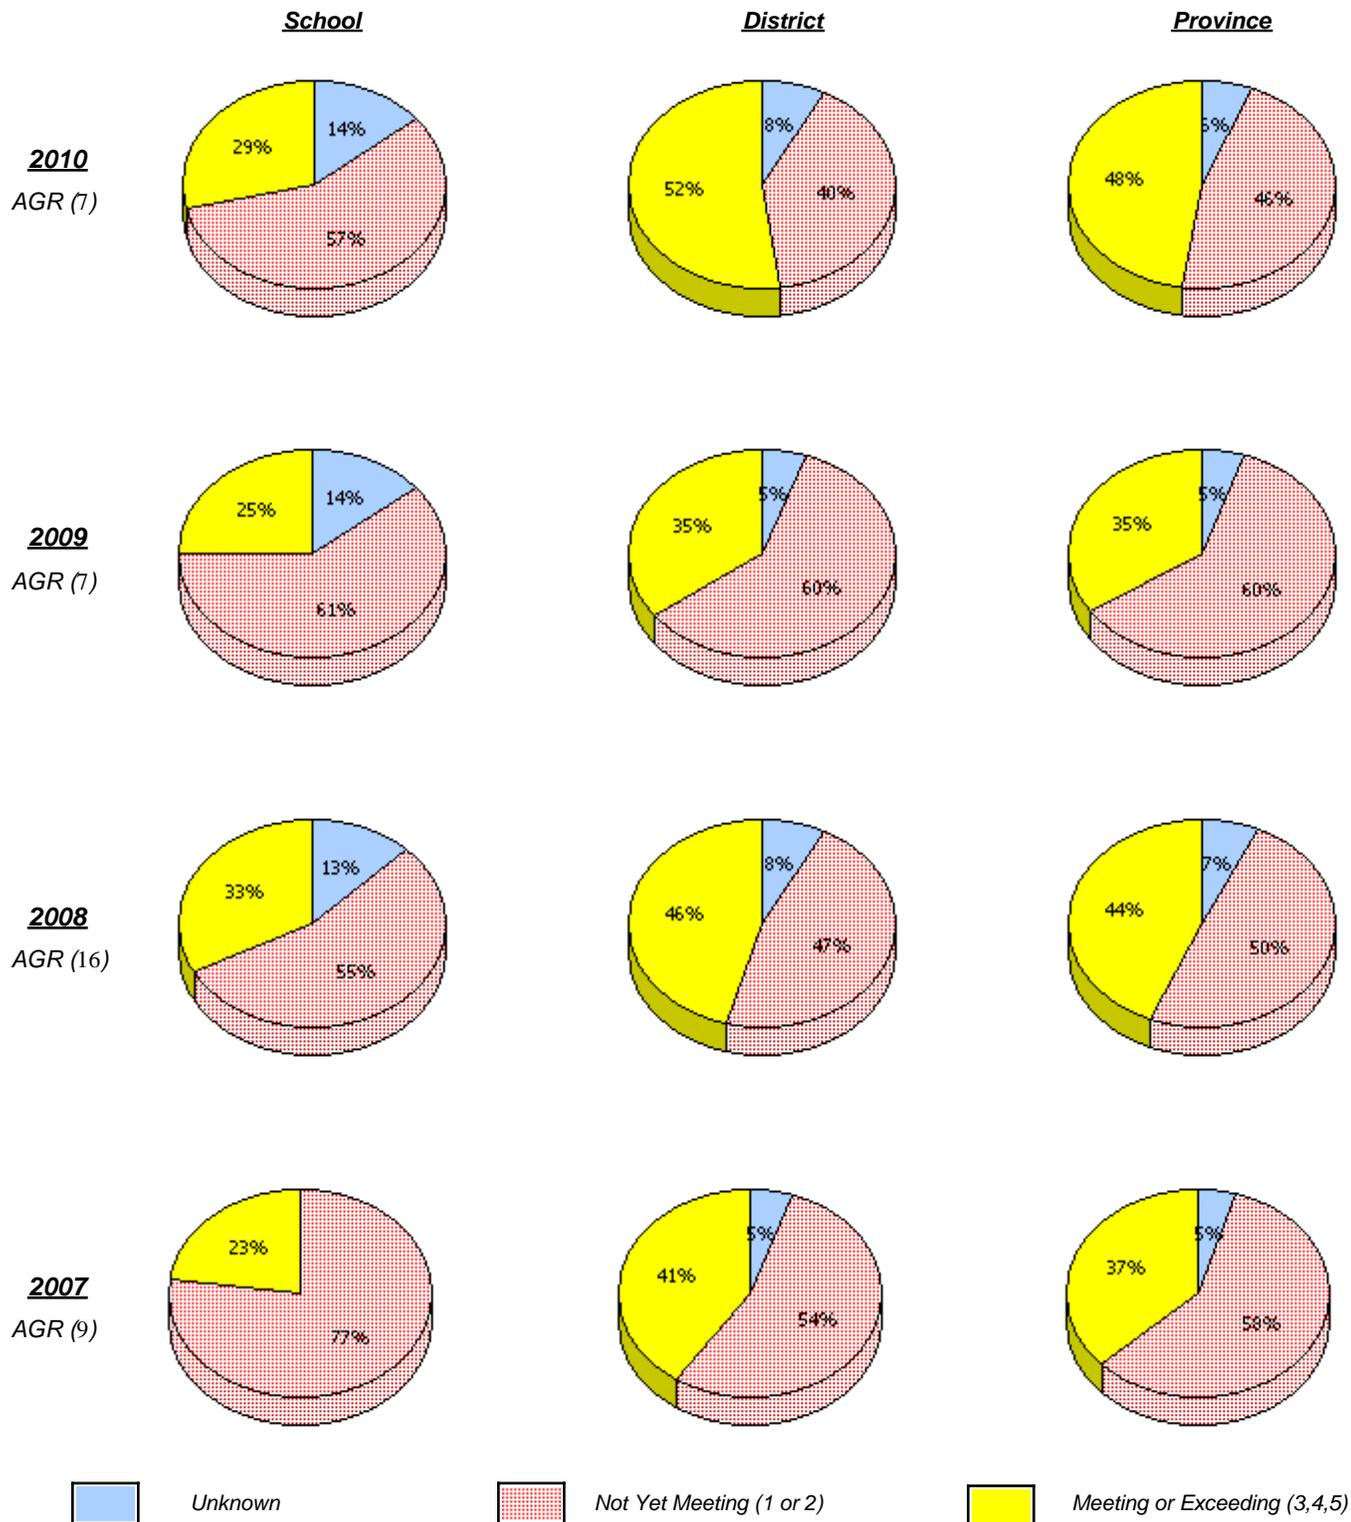 School District Province
2010
AGR (7)
29% 14% 57%
52% 8% 40%
48% 46%
2009
AGR (7)
25% 14% 61%
35% 5% 60%
35% 5% 60%
2008
AGR (16)
33% 13% 55%
46% 8% 47%
44% 7% 50%
2007
AGR (9)
23% 77%
41% 5% 54%
37% 5% 58%
Unknown Not Yet Meeting (1 or 2) Meeting or Exceeding (3,4,5)